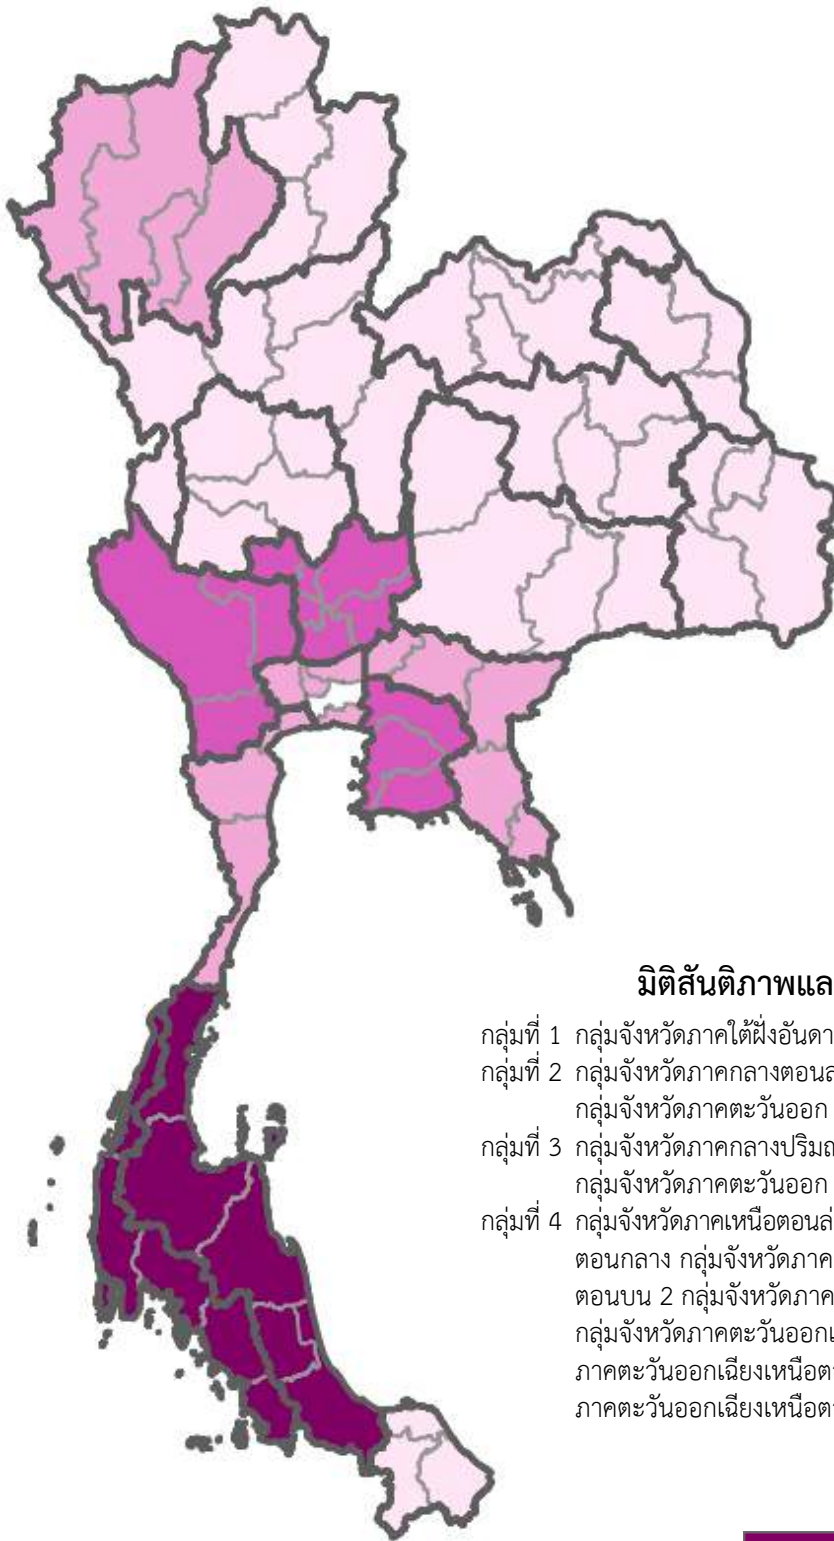 มิติสันติภาพแล
กลุ่มที่ 1 กลุ่มจังหวัดภาคใต้ฝั่งอันดา
กลุ่มที่ 2 กลุ่มจังหวัดภาคกลางตอนล
กลุ่มจังหวัดภาคตะวันออก
กลุ่มที่ 3 กลุ่มจังหวัดภาคกลางปริมณ
กลุ่มจังหวัดภาคตะวันออก
กลุ่มที่ 4 กลุ่มจังหวัดภาคเหนือตอนล่
ตอนกลาง กลุ่มจังหวัดภาค
ตอนบน 2 กลุ่มจังหวัดภาค
กลุ่มจังหวัดภาคตะวันออกเ
ภาคตะวันออกเฉียงเหนือต
ภาคตะวันออกเฉียงเหนือต